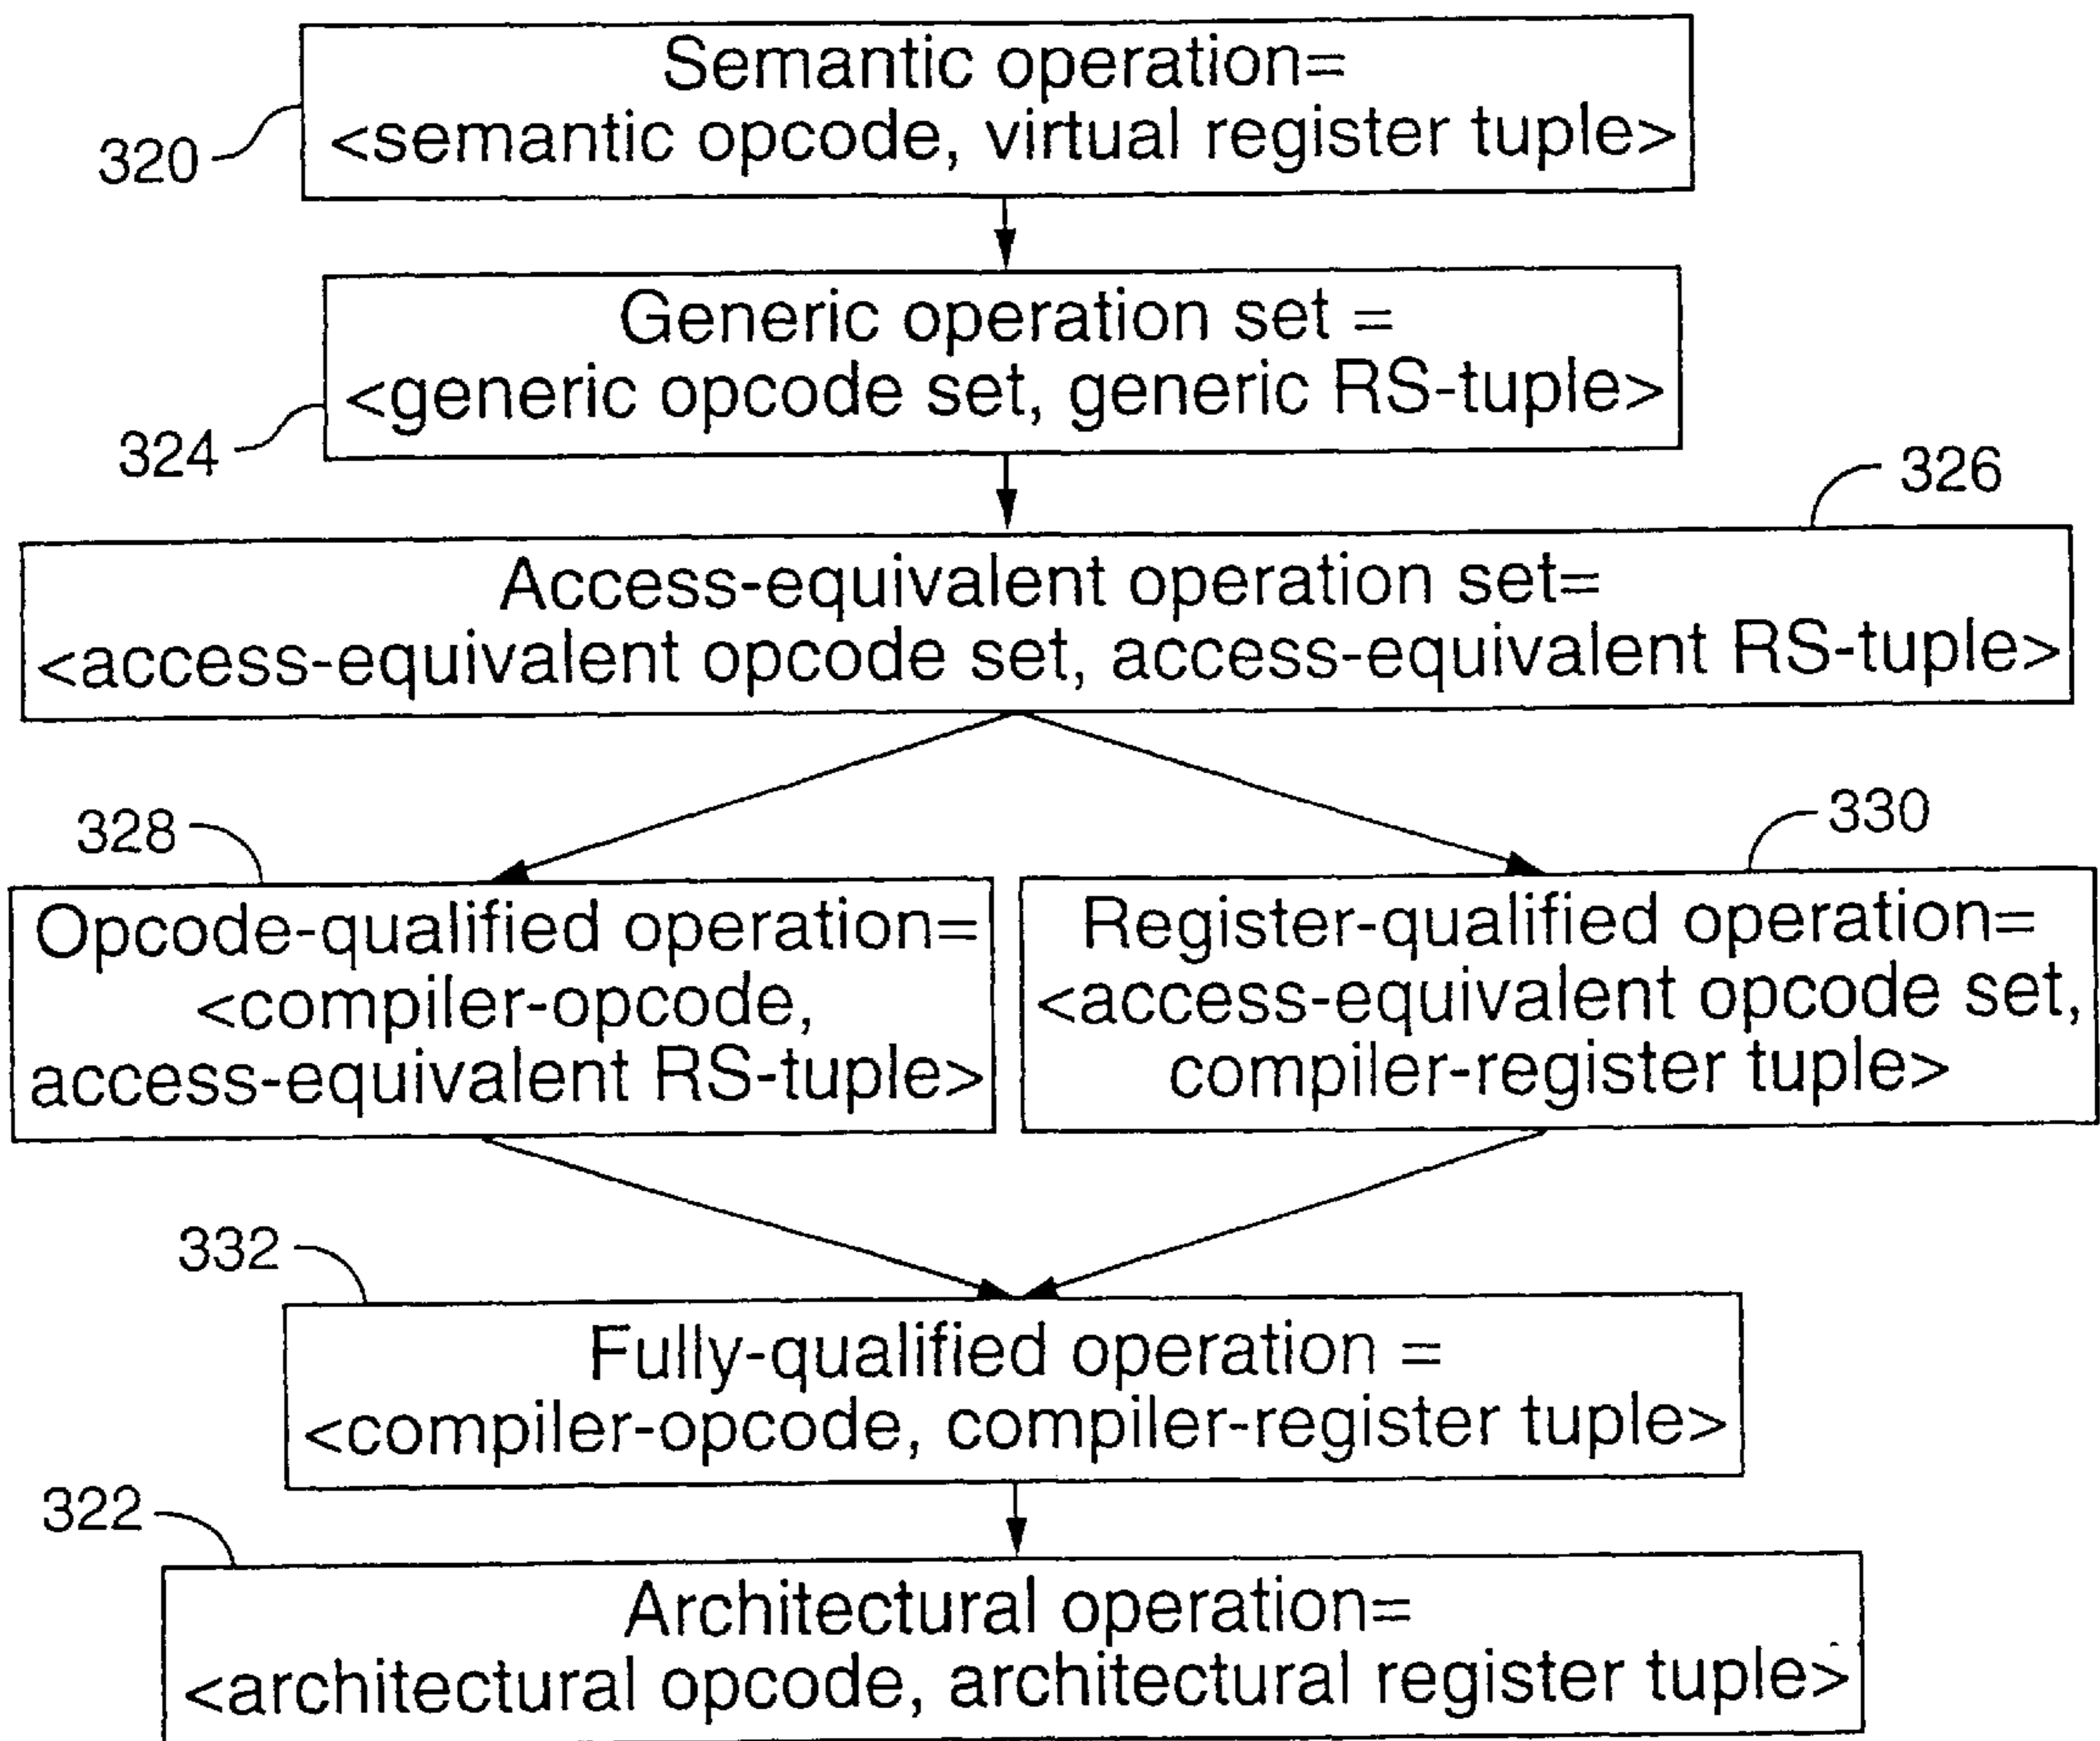 Semantic operation=
<semantic opcode, virtual register tuple>
320
Generic operation set =
<generic opcode set, generic RS-tuple>
324
326
Access-equivalent operation set=
<access-equivalent opcode set, access-equivalent RS-tuple>
328
330
Opcode-qualified operation=
<compiler-opcode,
access-equivalent RS-tuple>
Register-qualified operation=
<access-equivalent opcode set,
compiler-register tuple>
332
Fully-qualified operation =
<compiler-opcode, compiler-register tuple>
322
Architectural operation=
<architectural opcode, architectural register tuple>